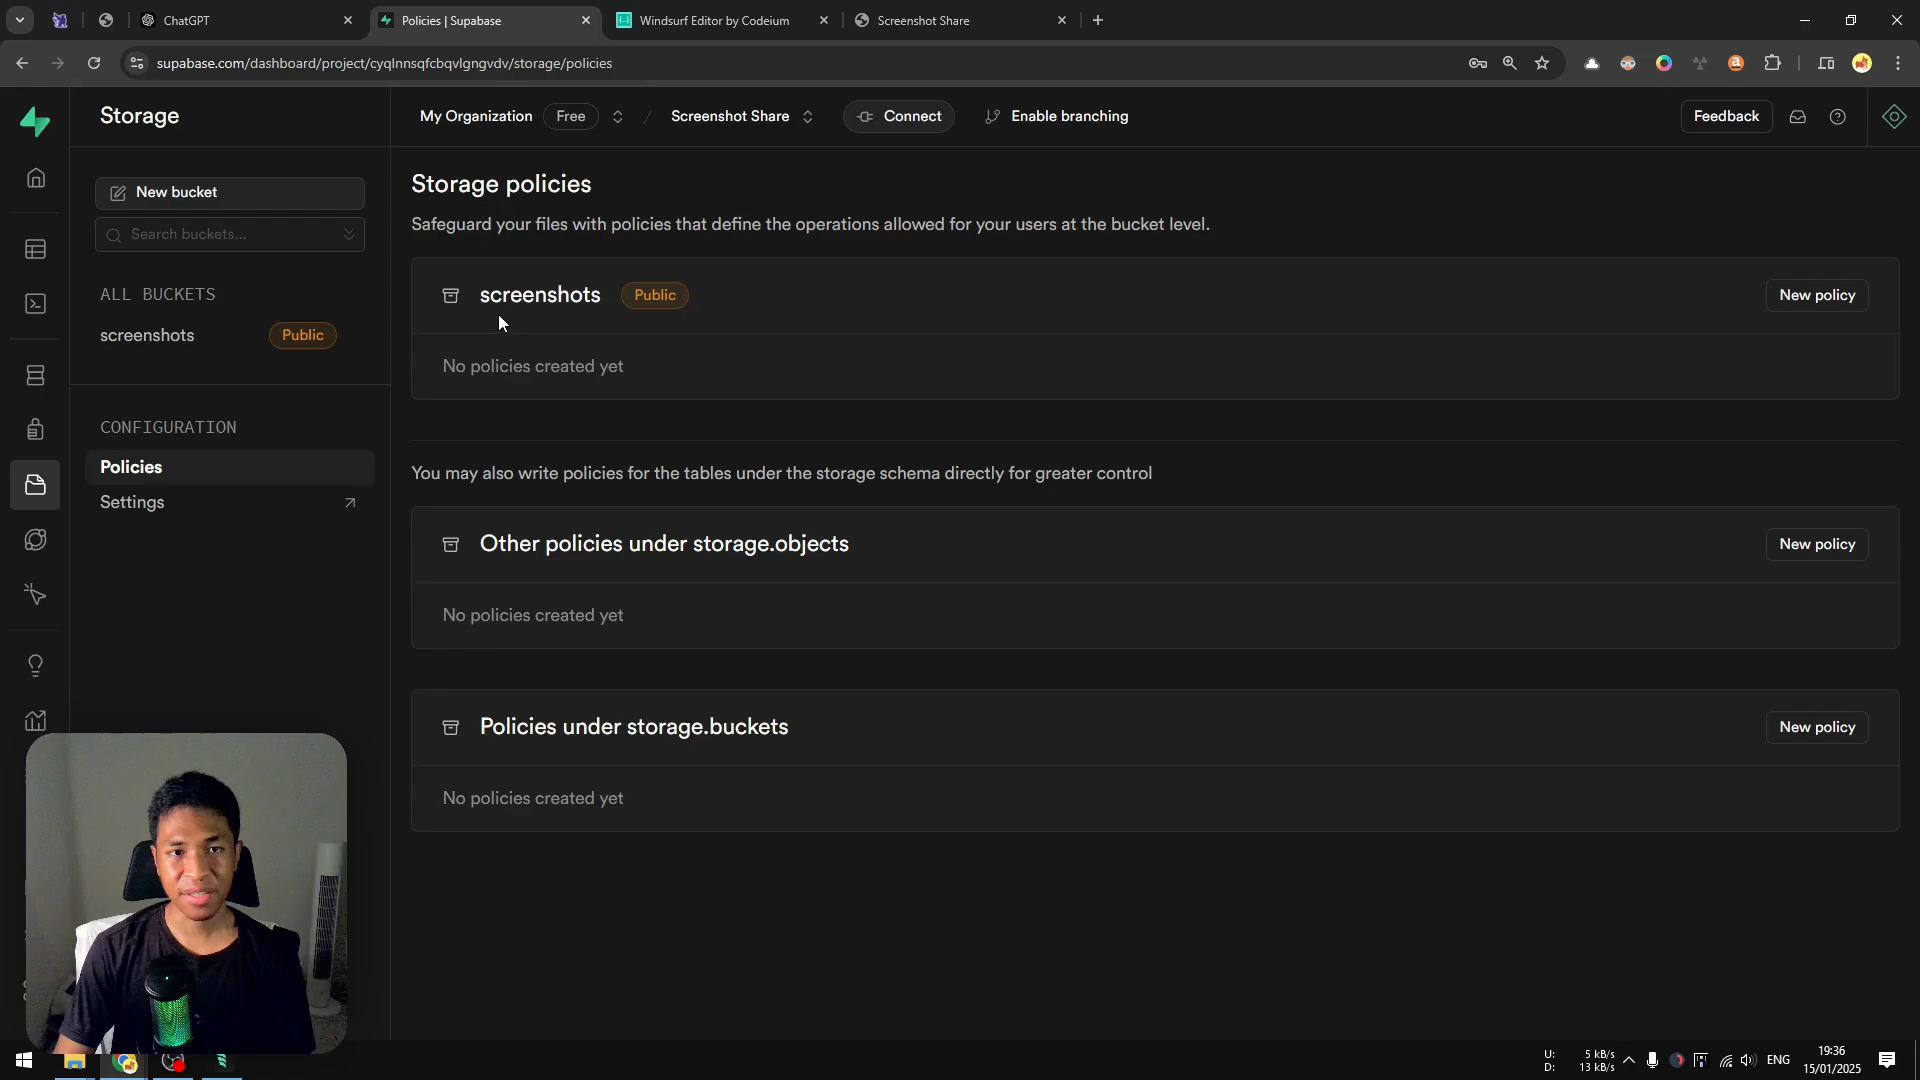 ChatGPT
Policies | Supabase
Windsurf Editor by Codeium
Screenshot Share
supabase.com/dashboard/project/cyqlnnsqfcbqvlgngvdv/storage/policies
Storage
My Organization
Free
/
Screenshot Share
Connect
Enable branching
Feedback
New bucket
Search buckets...
ALL BUCKETS
screenshots
Public
CONFIGURATION
Policies
Settings
Storage policies
Safeguard your files with policies that define the operations allowed for your users at the bucket level.
screenshots
Public
New policy
No policies created yet
You may also write policies for the tables under the storage schema directly for greater control
Other policies under storage.objects
New policy
No policies created yet
Policies under storage.buckets
New policy
No policies created yet
U: 5 kB/s
D: 13 kB/s
ENG
19:36
15/01/2025